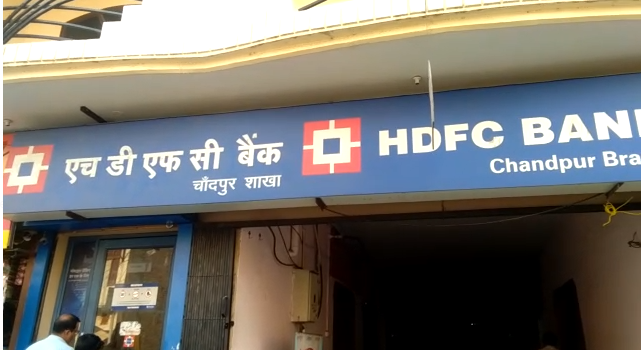 एच डी एफ सी बैंक
चाँदपुर शाखा
HDFC BAN
Chandpur Bra